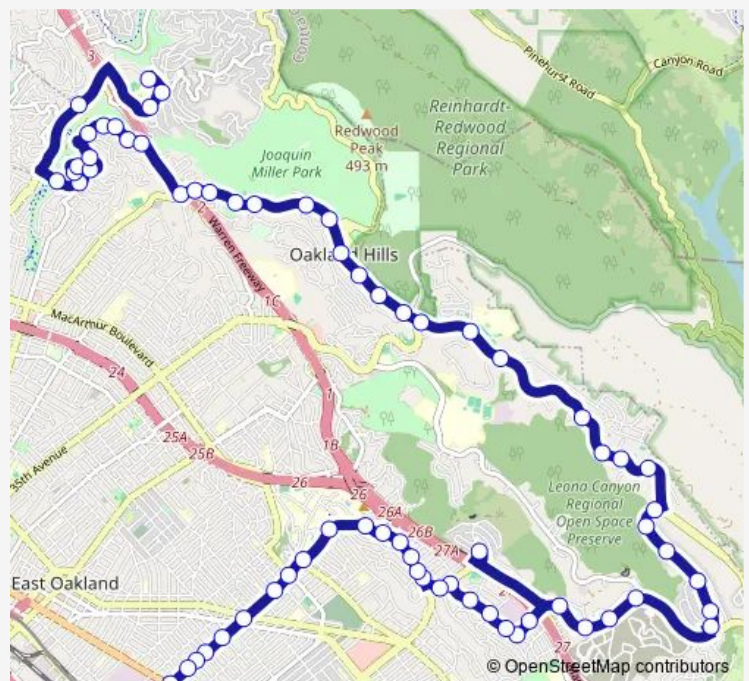 3
Pinehurst Road
Canyon Road
Reinhardt-
Redwood
Regional
Park
Redwood
Peak
493 m
Joaquin
Miller Park
Oakland Hills
Warren Freeway
1C
MacArthur Boulevard
2A
1
25A
25B
1B
35th Avenue
26
26
26A
26B
27A
Leona Canyon
Regional
Open Space
Preserve
East Oakland
27
© OpenStreetMap contributors